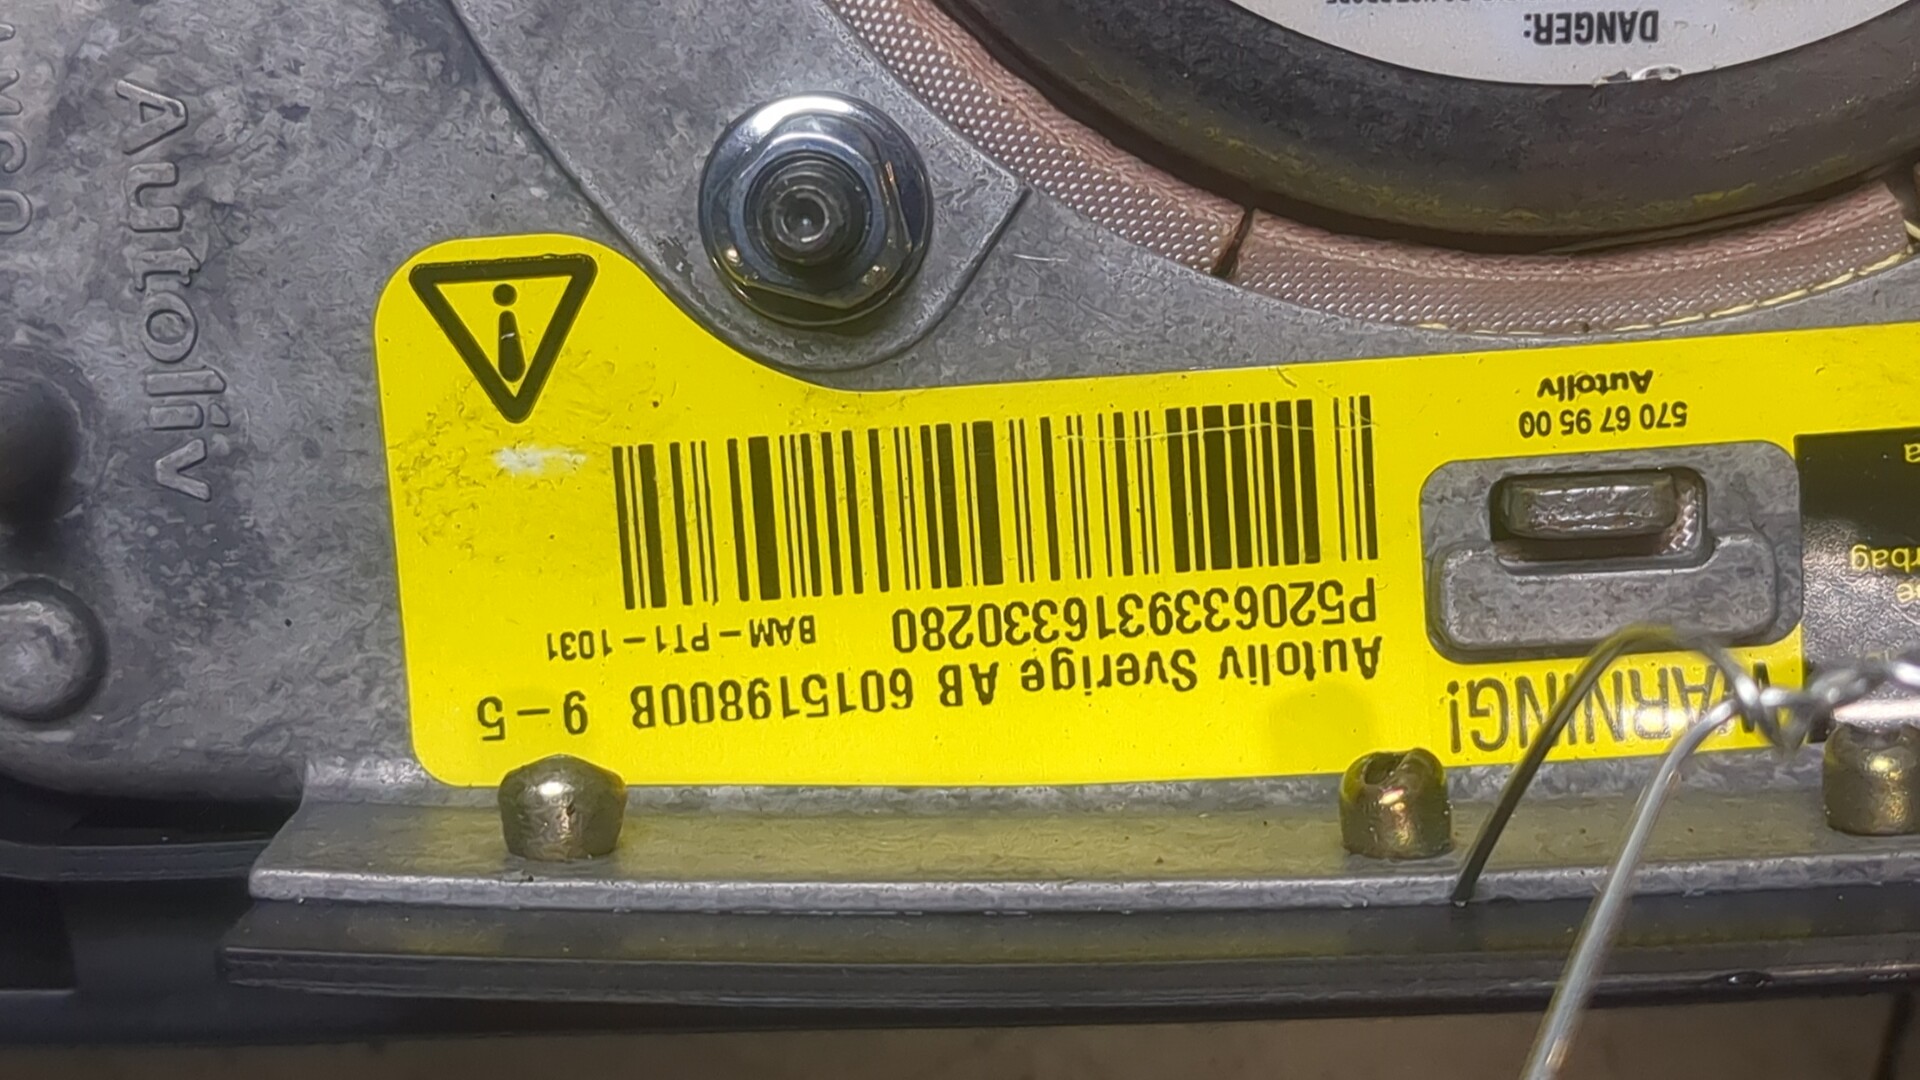 WARNING!
Autoliv Sverige AB 601519800B 9-5
P5206339316330280 BAM-PT1-1031
570 67 95 00
Autoliv
DANGER:
Autoliv